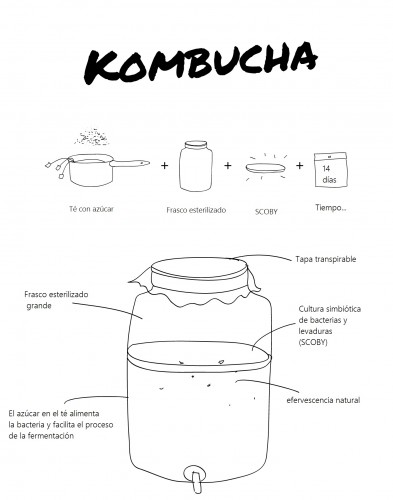 KOMBUCHA
+ + +
14
días
Té con azúcar
Frasco esterilizado
SCOBY
Tiempo...
Tapa transpirable
Frasco esterilizado
grande
Cultura simbiótica
de bacterias y
levaduras
(SCOBY)
efervescencia natural
El azúcar en el té alimenta
la bacteria y facilita el proceso
de la fermentación